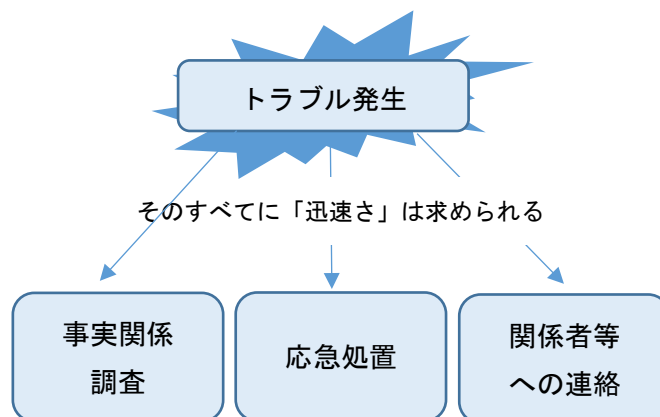 トラブル発生
そのすべてに「迅速さ」は求められる
事実関係
調査
応急処置
関係者等
への連絡